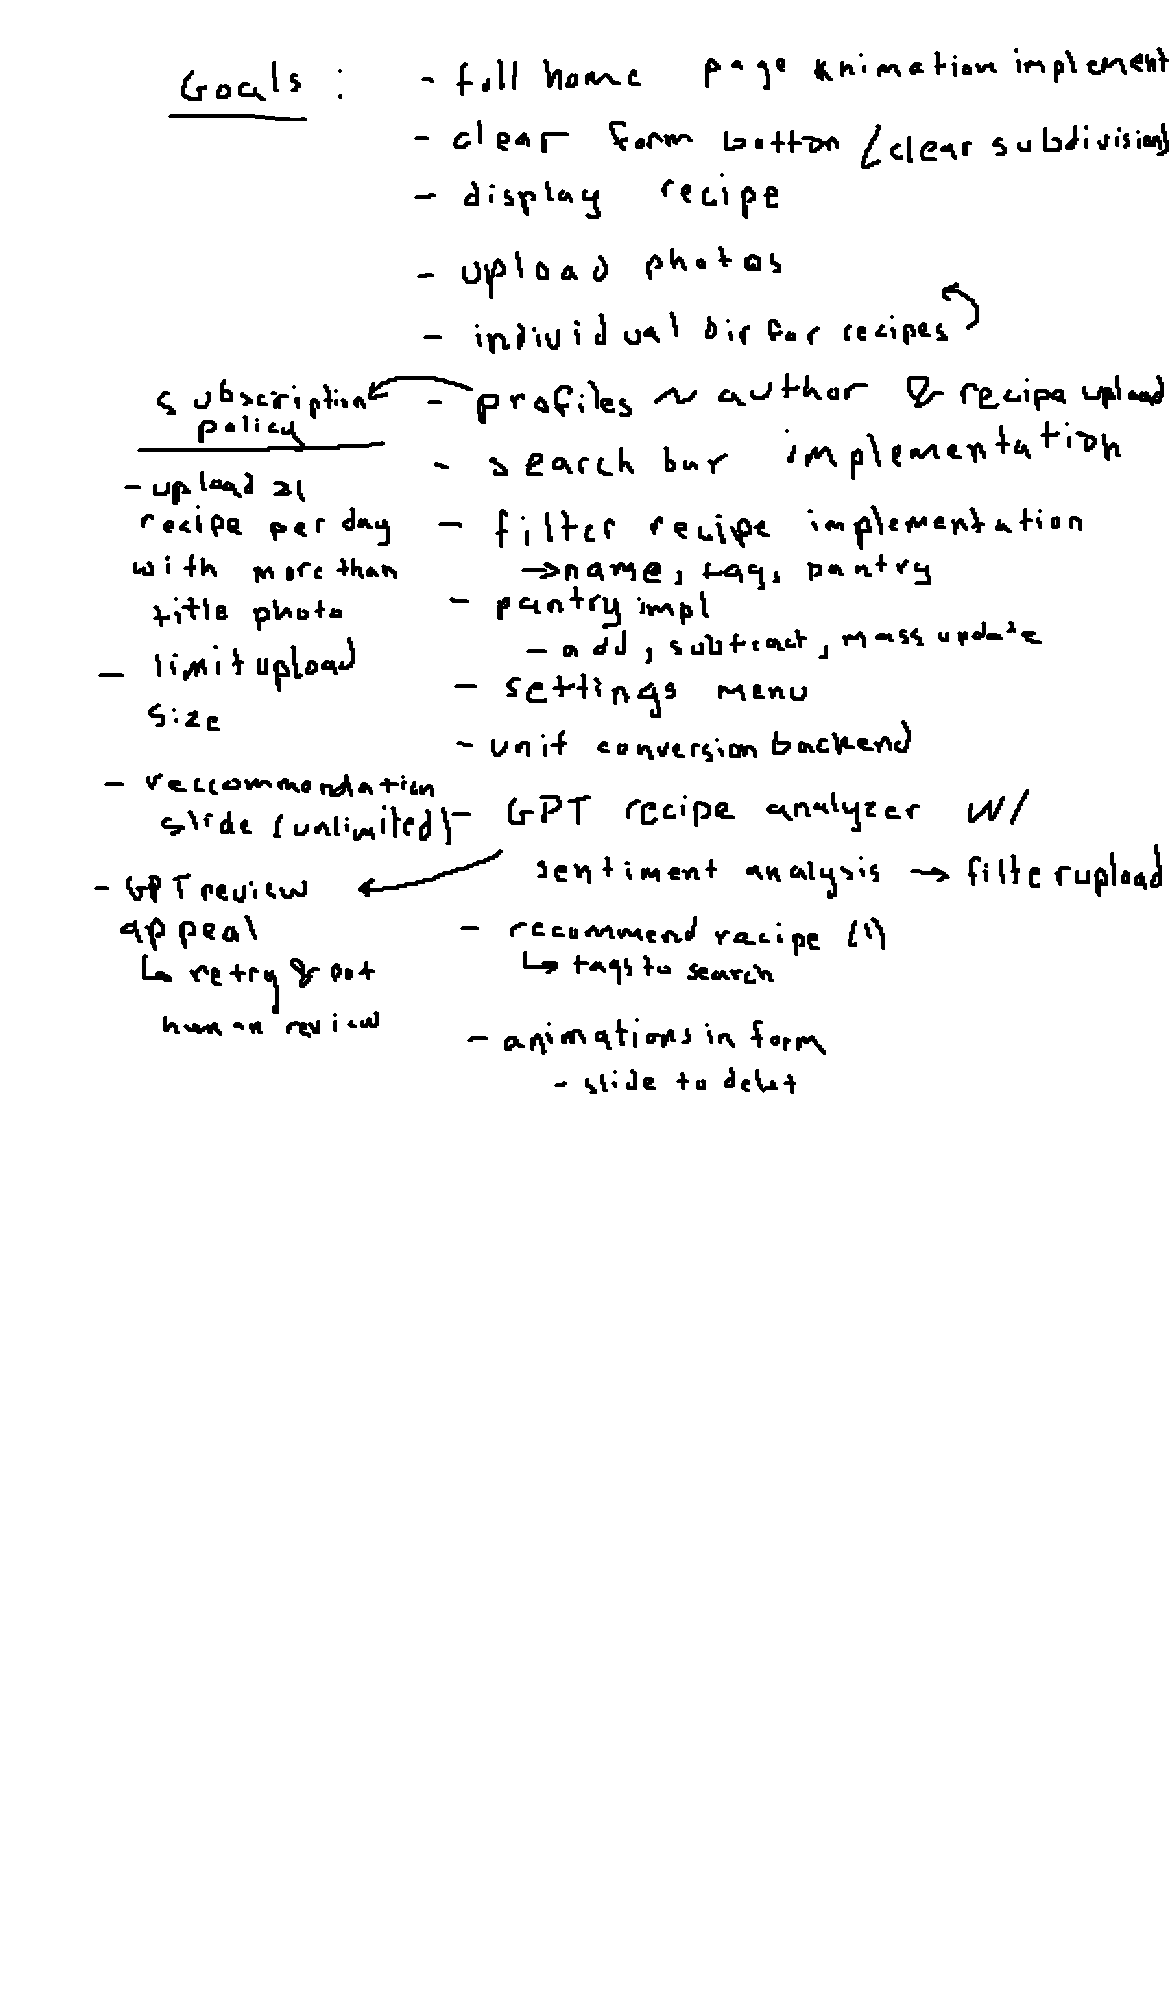 Goals :
- full home page animation implement
- clear form button (clear subdivisions)
- display recipe
- upload photos
- individual dir for recipes
- profiles ~ author & recipe upload
- search bar implementation
- filter recipe implementation
→ name, tag, pantry
- pantry impl
- add, subtract, mass update
- settings menu
- unit conversion backend
- GPT recipe analyzer w/
sentiment analysis → filter upload
- recommend recipe (1)
↳ tags to search
- animations in form
- slide to delet
subscription
policy
- upload ≥1
recipe per day
with more than
title photo
- limit upload
size
- reccommendation
slide (unlimited)
- GPT review
appeal
↳ retry & opt
human review